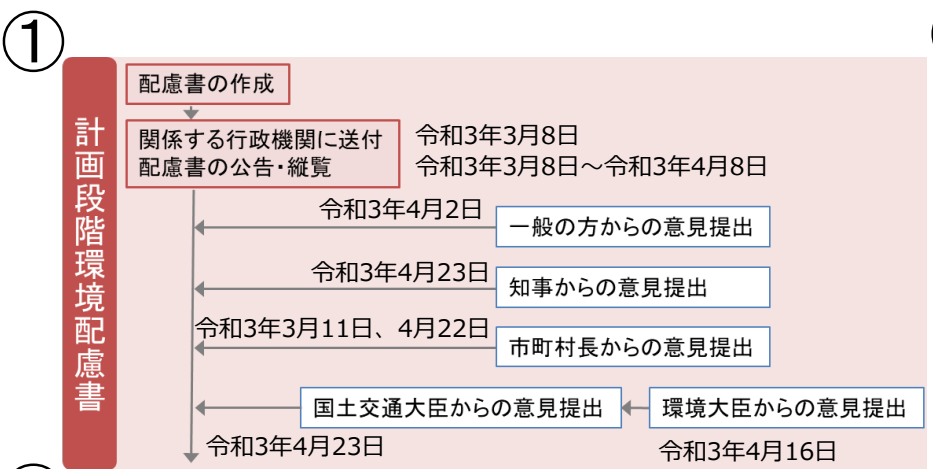 ①
計画段階環境配慮書
配慮書の作成
関係する行政機関に送付
配慮書の公告・縦覧
令和3年3月8日
令和3年3月8日～令和3年4月8日
令和3年4月2日
一般の方からの意見提出
令和3年4月23日
知事からの意見提出
令和3年3月11日、4月22日
市町村長からの意見提出
国土交通大臣からの意見提出
環境大臣からの意見提出
令和3年4月23日
令和3年4月16日